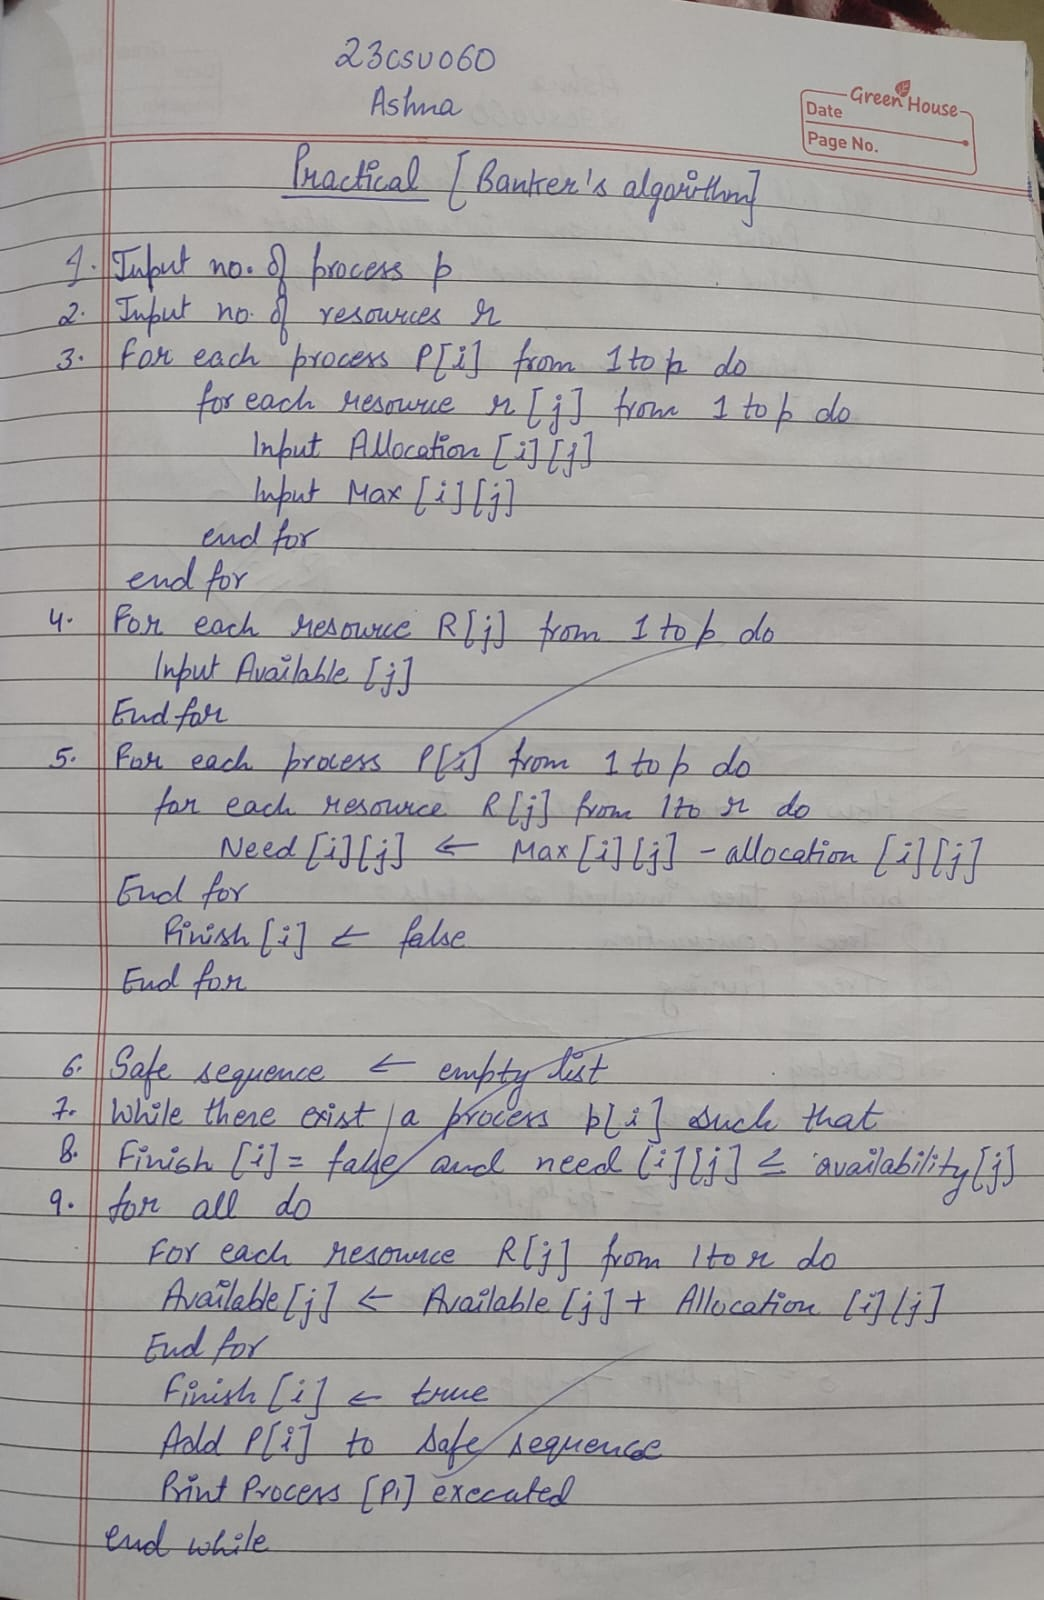 23csu060
Ashna
Green House
Date
Page No.
Practical [Banker's algorithm]
1. Input no. of process p
2. Input no. of resources r
3. for each process P[i] from 1 to p do
for each resource r[j] from 1 to p do
Input Allocation [i][j]
Input Max [i][j]
end for
end for
4. For each resource R[j] from 1 to p do
Input Available [j]
End for
5. For each process P[i] from 1 to p do
for each resource R[j] from 1 to r do
Need [i][j] ← Max [i][j] - allocation [i][j]
End for
Finish [i] ← false
End for
6. Safe sequence ← empty list
7. While there exist a process p[i] such that
8. Finish [i] = false and need [i][j] ≤ availability[j]
9. for all do
For each resource R[j] from 1 to r do
Available [j] ← Available [j] + Allocation [i][j]
End for
Finish [i] ← true
Add P[i] to safe sequence
Print Process [Pi] executed
end while